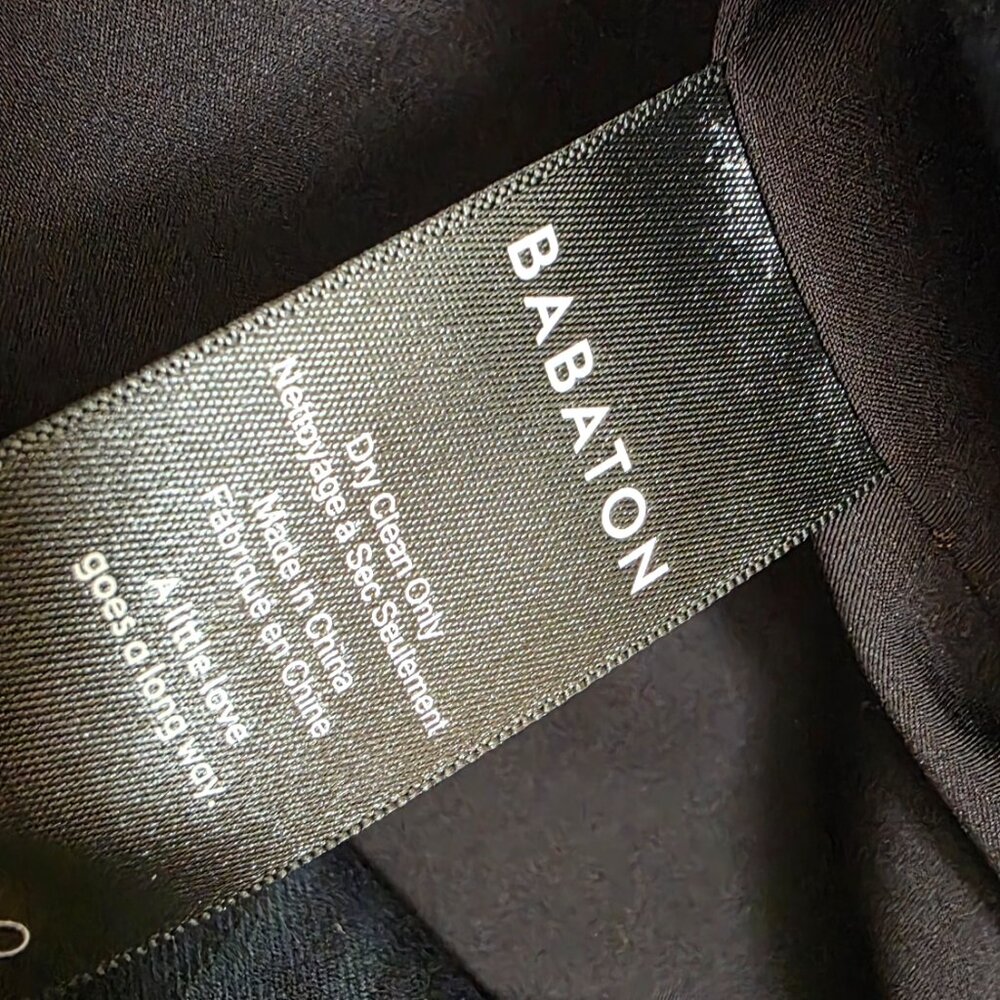 BABATON
Dry Clean Only
Nettoyage à Sec Seulement
Made in China
Fabriqué en Chine
A little love
goes a long way.